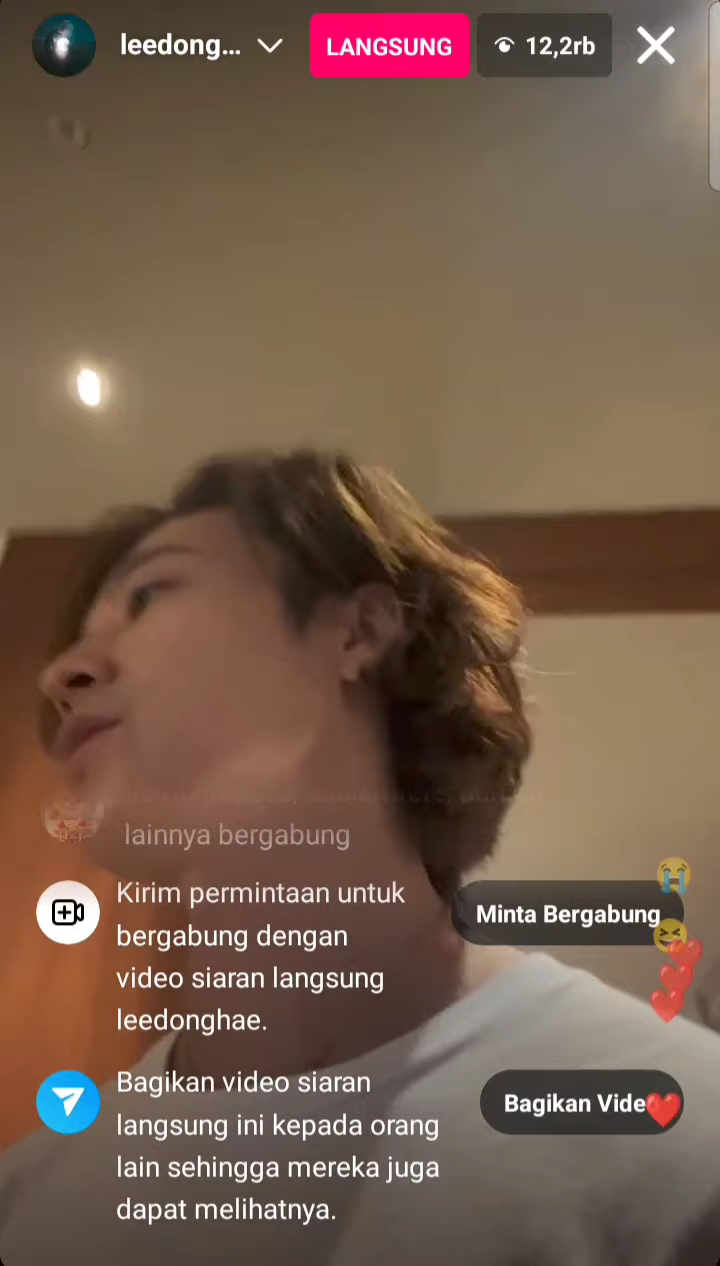 leedong...
LANGSUNG
12,2rb
lainnya bergabung
Kirim permintaan untuk
bergabung dengan
video siaran langsung
leedonghae.
Minta Bergabung
Bagikan video siaran
langsung ini kepada orang
lain sehingga mereka juga
dapat melihatnya.
Bagikan Vide